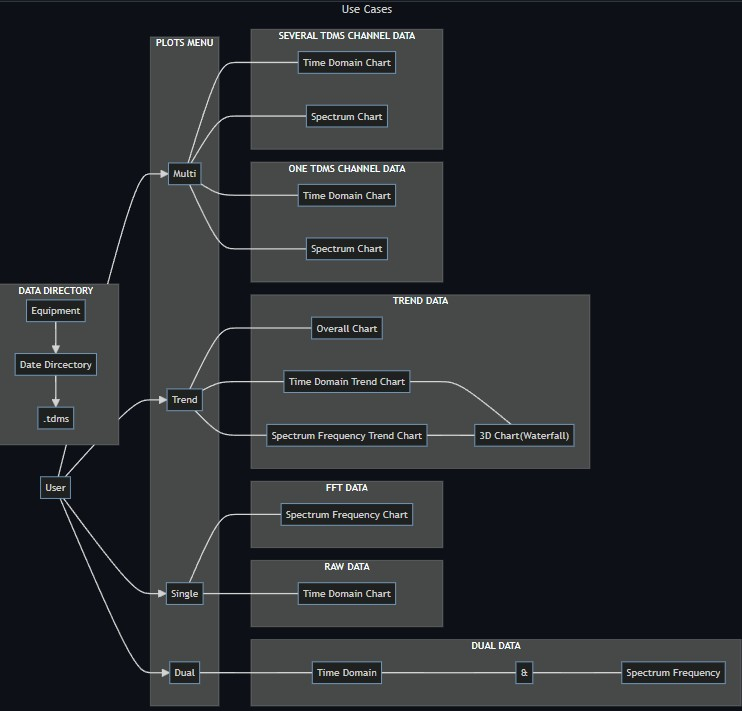 Use Cases
PLOTS MENU
SEVERAL TDMS CHANNEL DATA
Time Domain Chart
Spectrum Chart
Multi
ONE TDMS CHANNEL DATA
Time Domain Chart
Spectrum Chart
DATA DIRECTORY
Equipment
Date Dircectory
.tdms
TREND DATA
Overall Chart
Time Domain Trend Chart
Trend
Spectrum Frequency Trend Chart
3D Chart(Waterfall)
User
FFT DATA
Spectrum Frequency Chart
RAW DATA
Single
Time Domain Chart
DUAL DATA
Dual
Time Domain
&
Spectrum Frequency